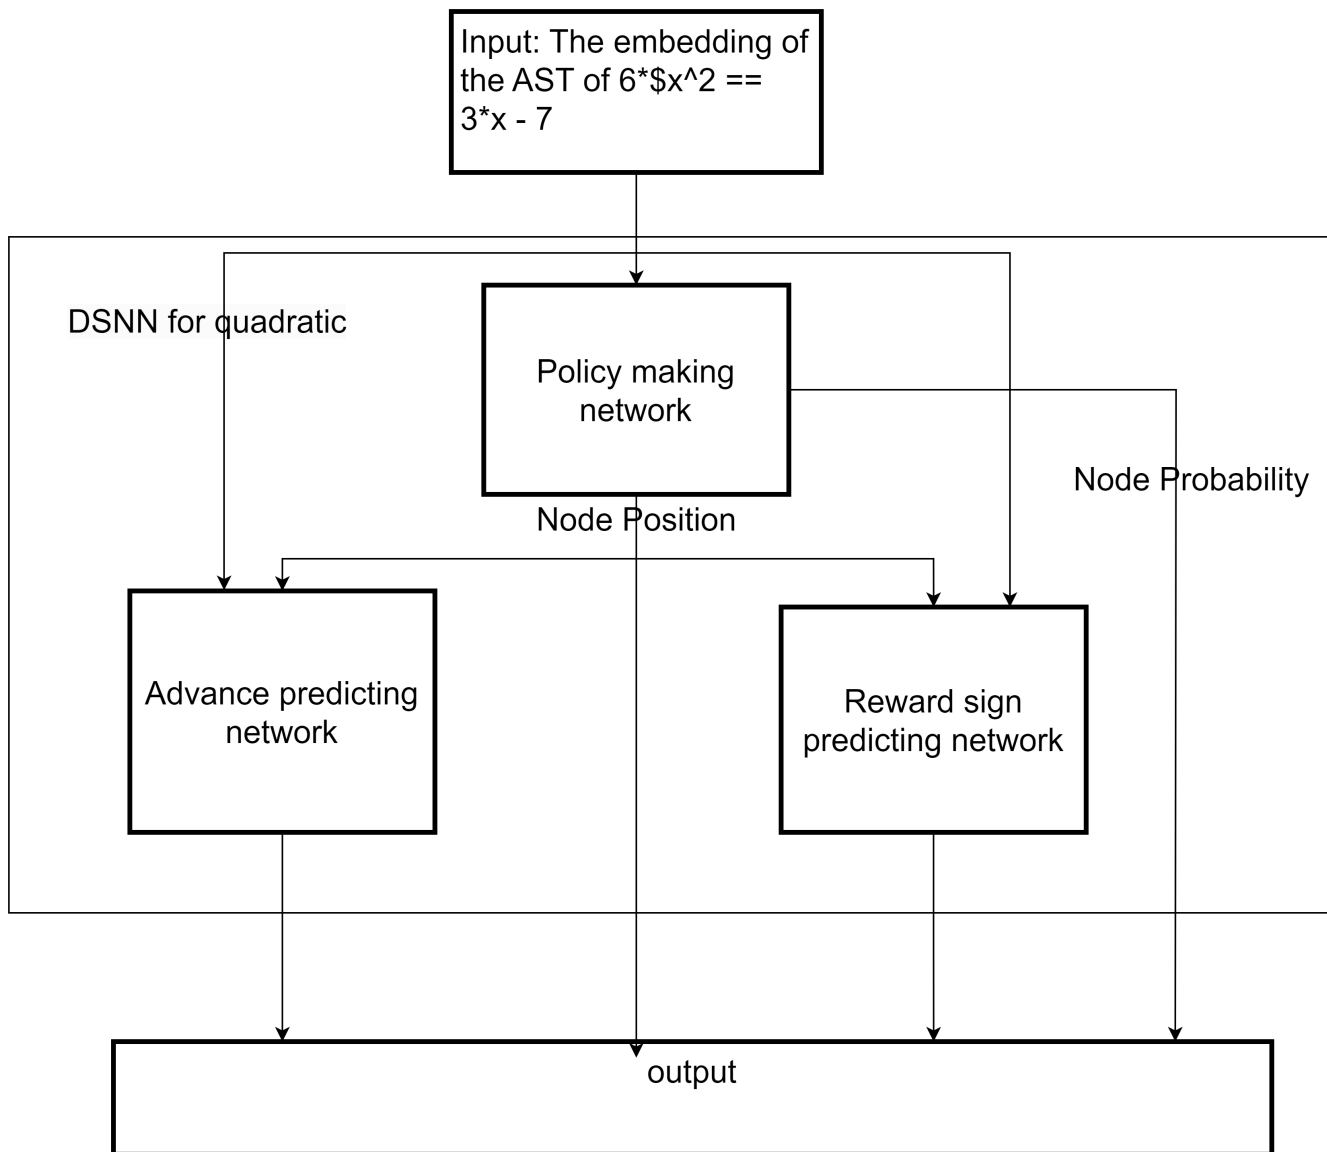 Input: The embedding of
the AST of 6*$x^2 ==
3*x - 7
DSNN for quadratic
Policy making
network
Node Probability
Node Position
Advance predicting
network
Reward sign
predicting network
output